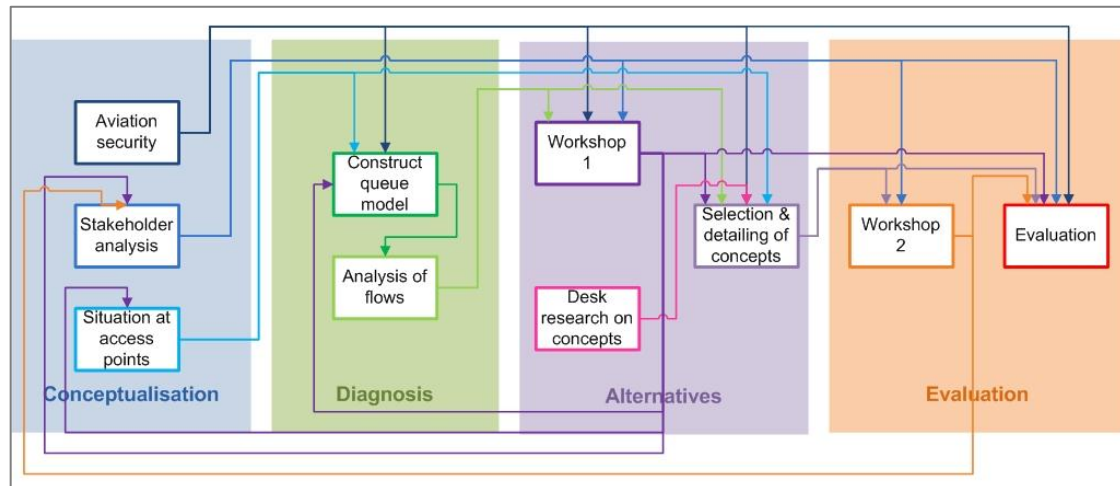 Aviation
security
Stakeholder
analysis
Situation at
access
points
Conceptualisation
Construct
queue
model
Analysis of
flows
Diagnosis
Workshop
1
Selection &
detailing of
concepts
Desk
research on
concepts
Alternatives
Workshop
2
Evaluation
Evaluation